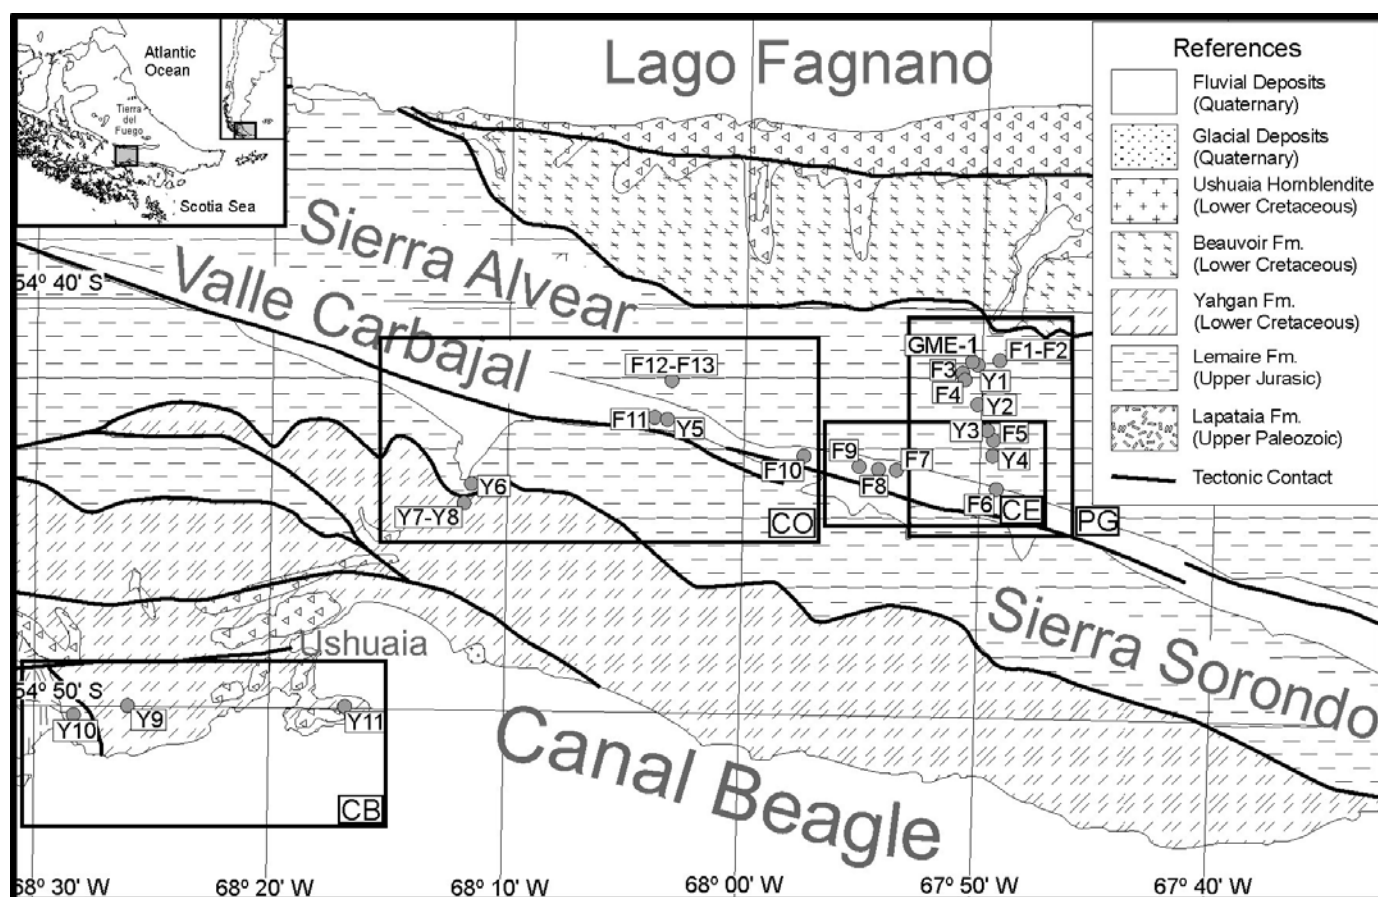 Atlantic
Ocean
Tierra
del
Fuego
Scotia Sea
Lago Fagnano
Sierra Alvear
Valle Carbajal
54º 40' S
GME-1
F1-F2
F3
F4
Y1
Y2
Y3
F5
Y4
F12-F13
F11
Y5
F10
F9
F8
F7
F6
CE
PG
Y6
Y7-Y8
CO
Sierra Sorondo
Ushuaia
54º 50' S
Y10
Y9
Y11
CB
Canal Beagle
68º 30' W
68º 20' W
68º 10' W
68º 00' W
67º 50' W
67º 40' W
References
Fluvial Deposits
(Quaternary)
Glacial Deposits
(Quaternary)
Ushuaia Hornblendite
(Lower Cretaceous)
Beauvoir Fm.
(Lower Cretaceous)
Yahgan Fm.
(Lower Cretaceous)
Lemaire Fm.
(Upper Jurasic)
Lapataia Fm.
(Upper Paleozoic)
Tectonic Contact